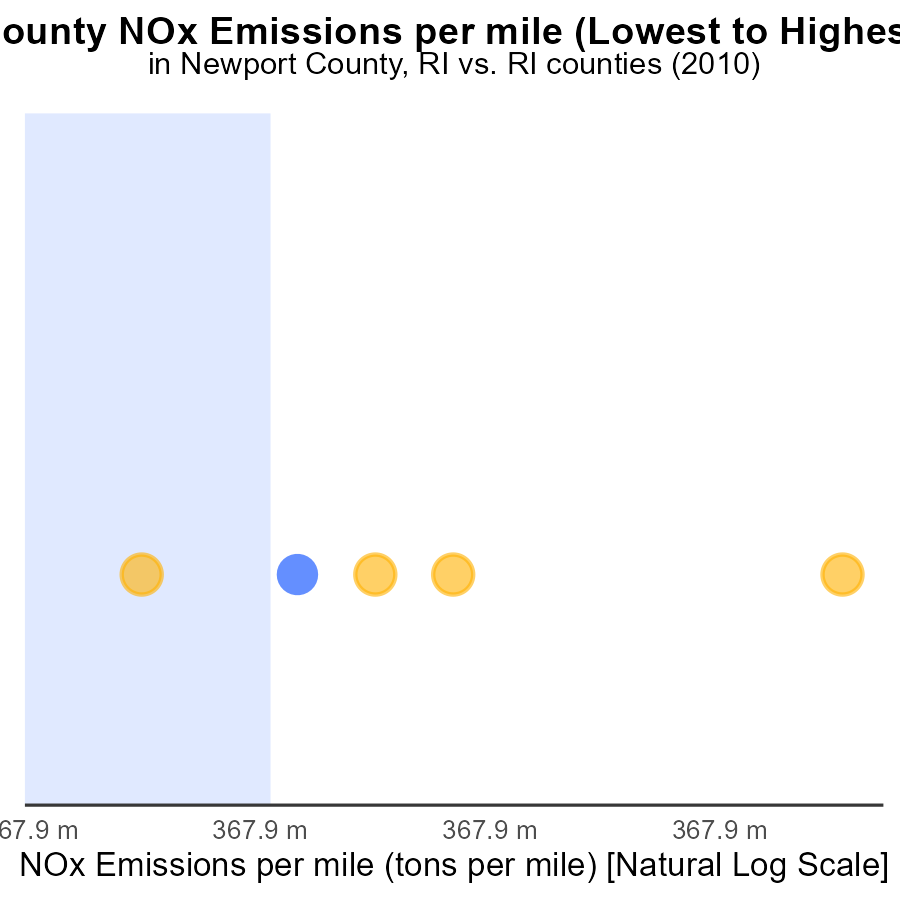 ounty NOx Emissions per mile (Lowest to Highes
in Newport County, RI vs. RI counties (2010)
67.9 m 367.9 m 367.9 m 367.9 m
NOx Emissions per mile (tons per mile) [Natural Log Scale]